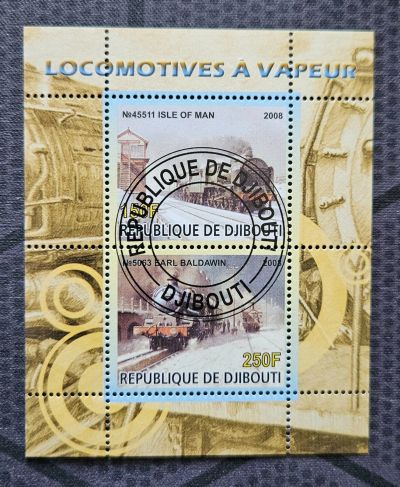 LOCOMOTIVES À VAPEUR
№45511 ISLE OF MAN 2008
150F
REPUBLIQUE DE DJIBOUTI
REPUBLIQUE DE DJIBOUTI
DJIBOUTI
№5063 EARL BALDAWIN 2008
250F
REPUBLIQUE DE DJIBOUTI